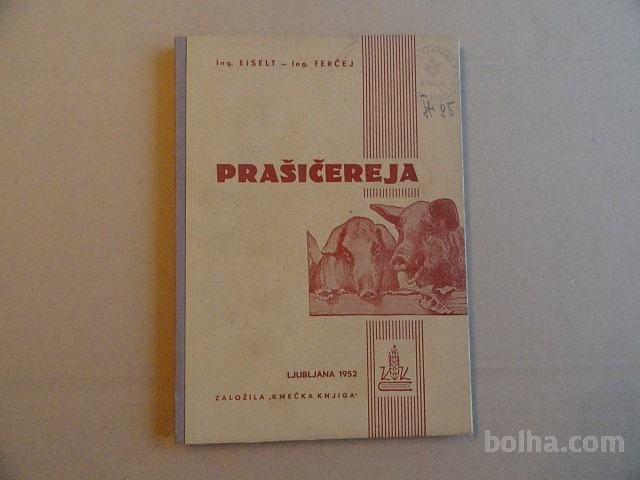 Ing. EISELT – Ing. FERČEJ
PRAŠIČEREJA
LJUBLJANA 1952
ZALOŽILA „KMEČKA KNJIGA"
bolha.com